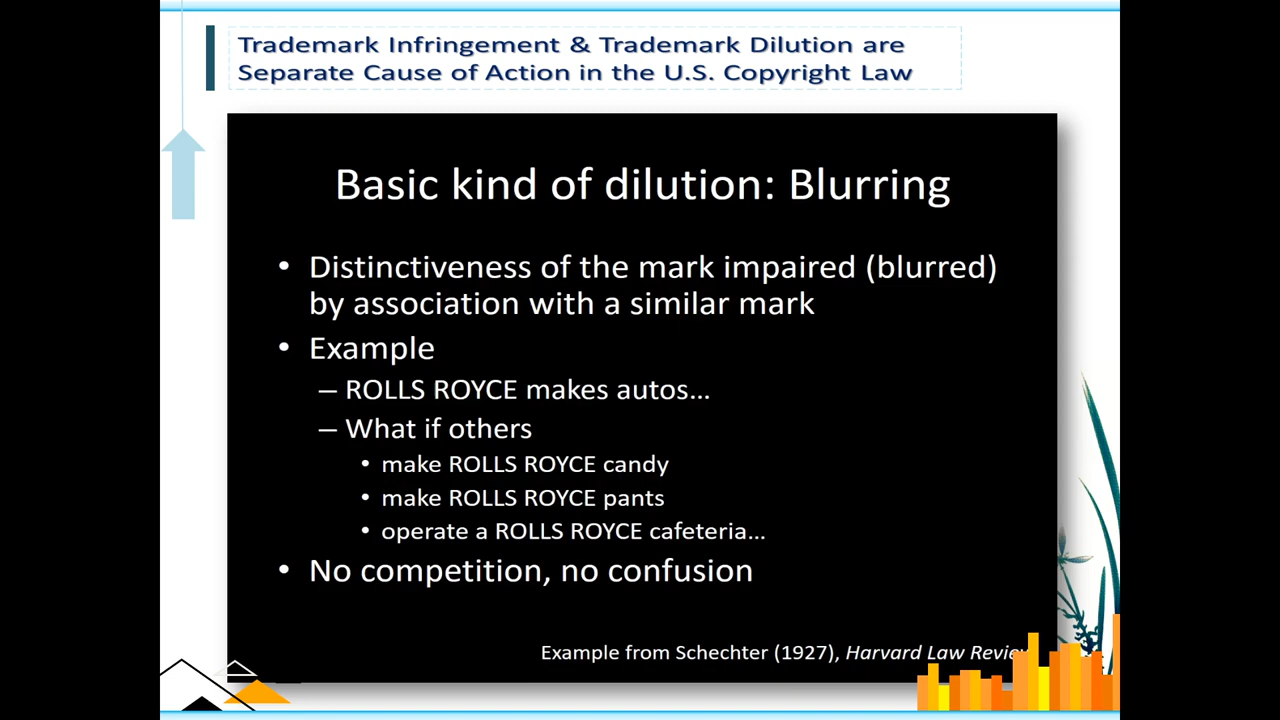 Trademark Infringement & Trademark Dilution are
Separate Cause of Action in the U.S. Copyright Law
Basic kind of dilution: Blurring
• Distinctiveness of the mark impaired (blurred)
by association with a similar mark
• Example
– ROLLS ROYCE makes autos…
– What if others
• make ROLLS ROYCE candy
• make ROLLS ROYCE pants
• operate a ROLLS ROYCE cafeteria…
• No competition, no confusion
Example from Schechter (1927), Harvard Law Review